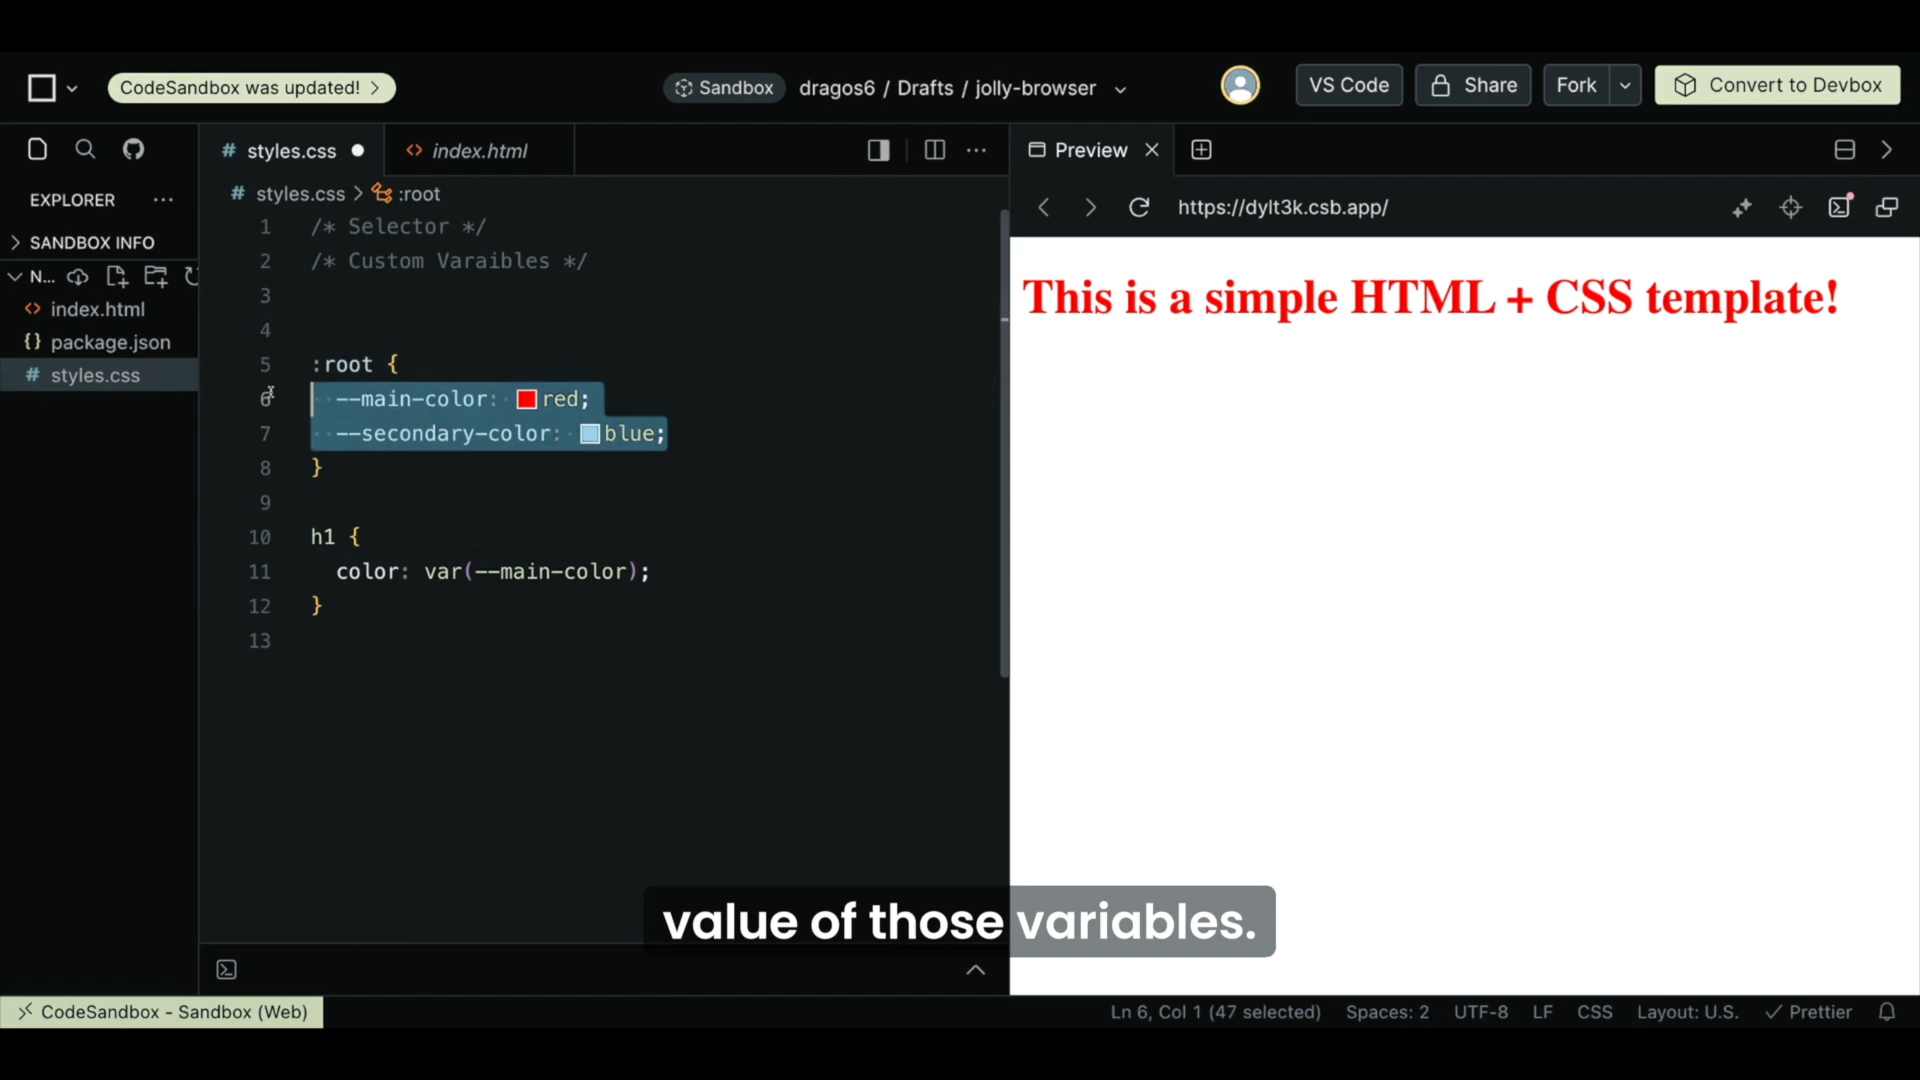 CodeSandbox was updated! >
Sandbox dragos6 / Drafts / jolly-browser
VS Code Share Fork Convert to Devbox
# styles.css <> index.html
Preview
EXPLORER ...
# styles.css > :root
https://dylt3k.csb.app/
SANDBOX INFO
N...
<> index.html
{} package.json
# styles.css
1 /* Selector */
2 /* Custom Varaibles */
3
4
5 :root {
6 --main-color: red;
7 --secondary-color: blue;
8 }
9
10 h1 {
11 color: var(--main-color);
12 }
13
This is a simple HTML + CSS template!
value of those variables.
CodeSandbox - Sandbox (Web)
Ln 6, Col 1 (47 selected) Spaces: 2 UTF-8 LF CSS Layout: U.S. Prettier